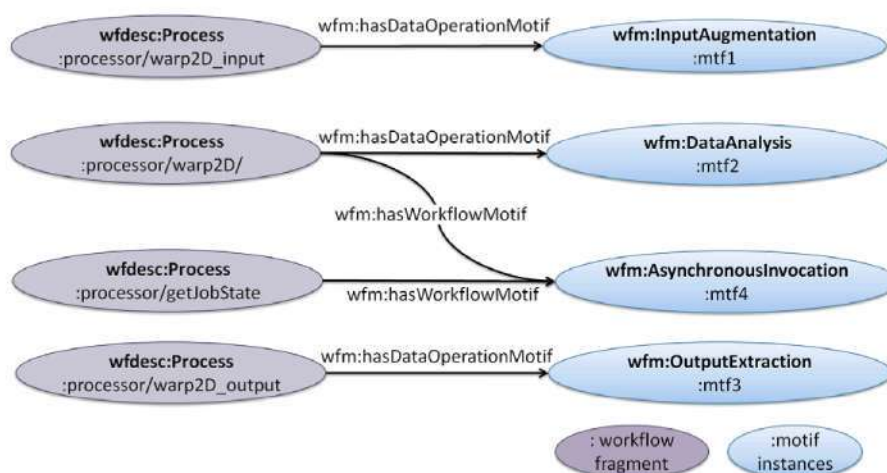 wfdesc:Process
:processor/warp2D_input
wfm:hasDataOperationMotif
wfm:InputAugmentation
:mtf1
wfdesc:Process
:processor/warp2D/
wfm:hasDataOperationMotif
wfm:DataAnalysis
:mtf2
wfm:hasWorkflowMotif
wfdesc:Process
:processor/getJobState
wfm:hasWorkflowMotif
wfm:AsynchronousInvocation
:mtf4
wfdesc:Process
:processor/warp2D_output
wfm:hasDataOperationMotif
wfm:OutputExtraction
:mtf3
: workflow
fragment
:motif
instances